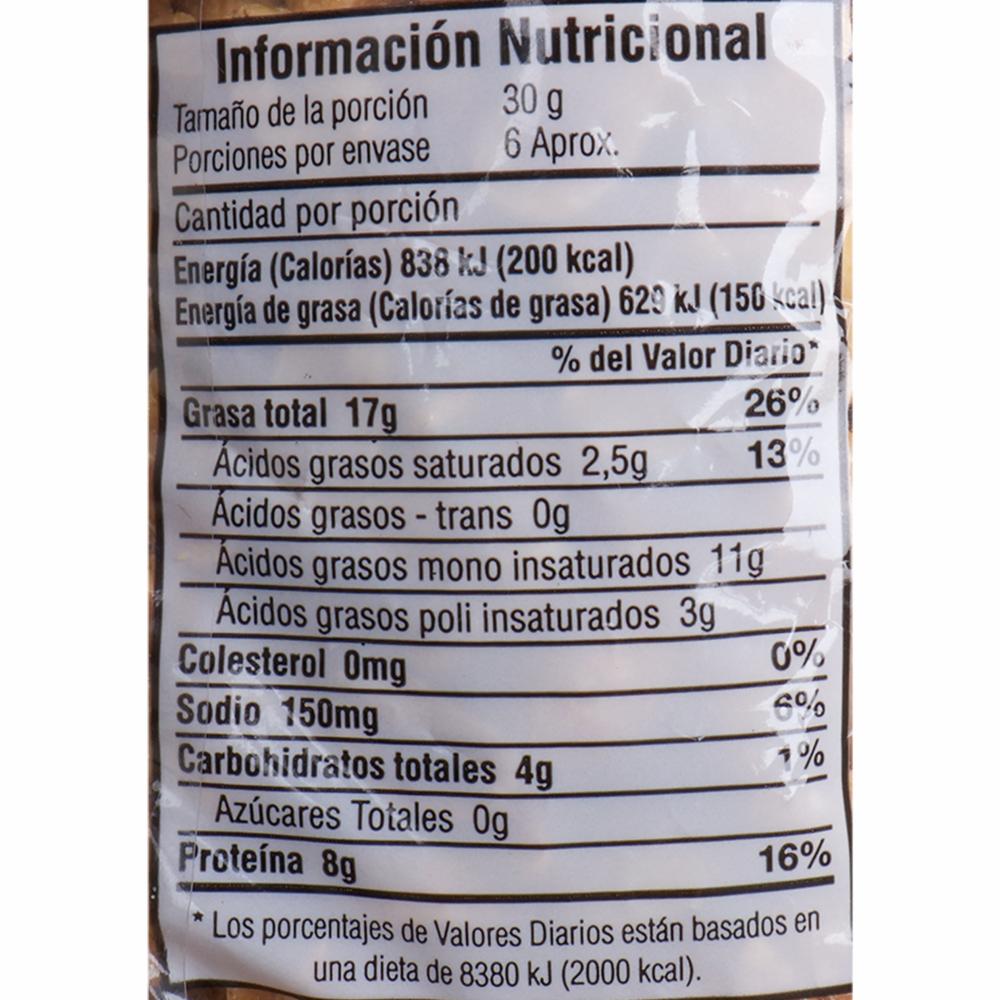 Información Nutricional
Tamaño de la porción 30 g
Porciones por envase 6 Aprox.
Cantidad por porción
Energía (Calorías) 838 kJ (200 kcal)
Energía de grasa (Calorías de grasa) 629 kJ (150 kcal)
% del Valor Diario*
Grasa total 17g 26%
Ácidos grasos saturados 2,5g 13%
Ácidos grasos - trans 0g
Ácidos grasos mono insaturados 11g
Ácidos grasos poli insaturados 3g
Colesterol 0mg 0%
Sodio 150mg 6%
Carbohidratos totales 4g 1%
Azúcares Totales 0g
Proteína 8g 16%
* Los porcentajes de Valores Diarios están basados en
una dieta de 8380 kJ (2000 kcal).